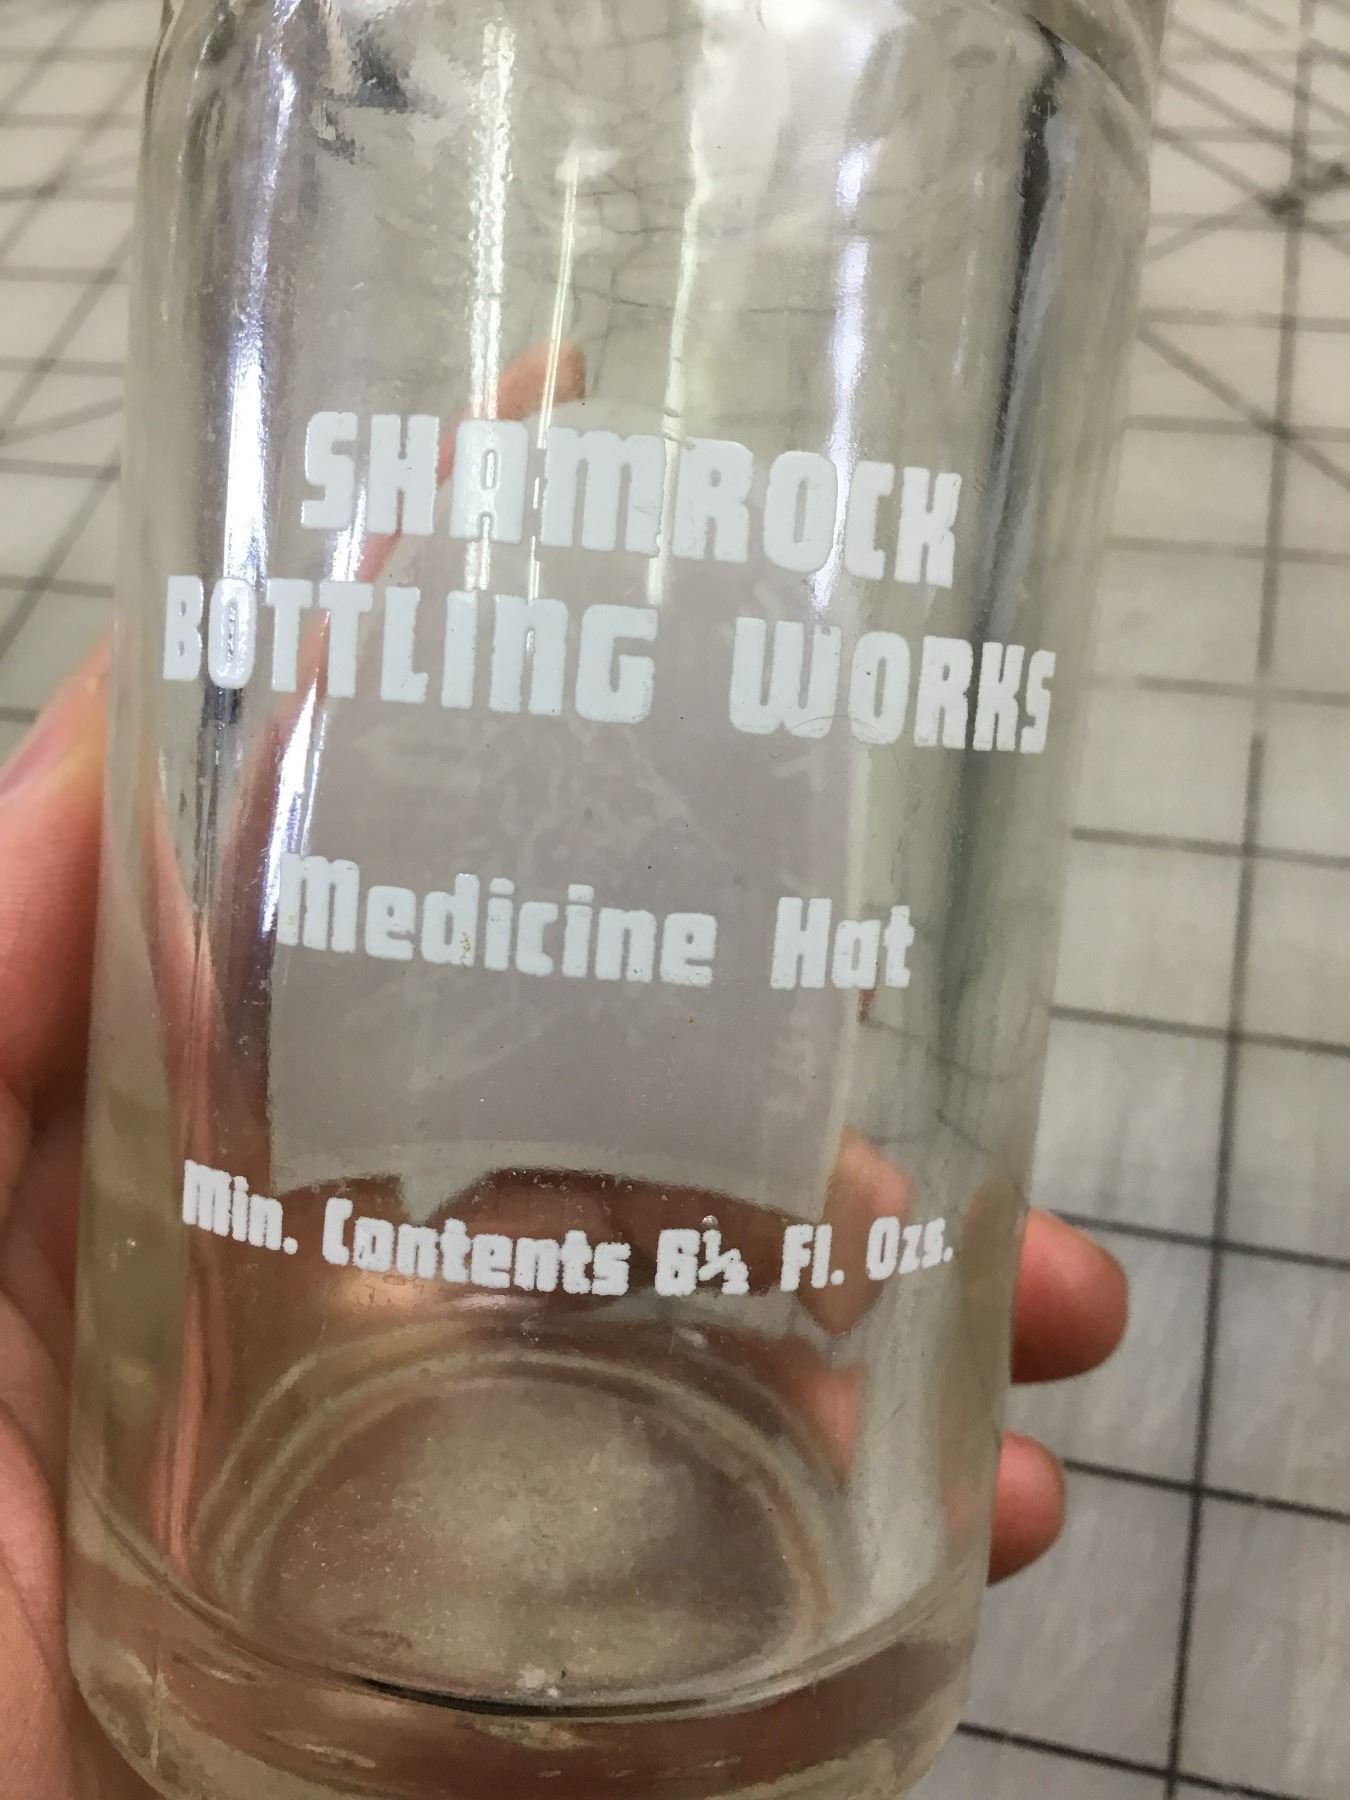 SHAMROCK
BOTTLING WORKS
Medicine Hat
Min. Contents 6½ Fl. Ozs.